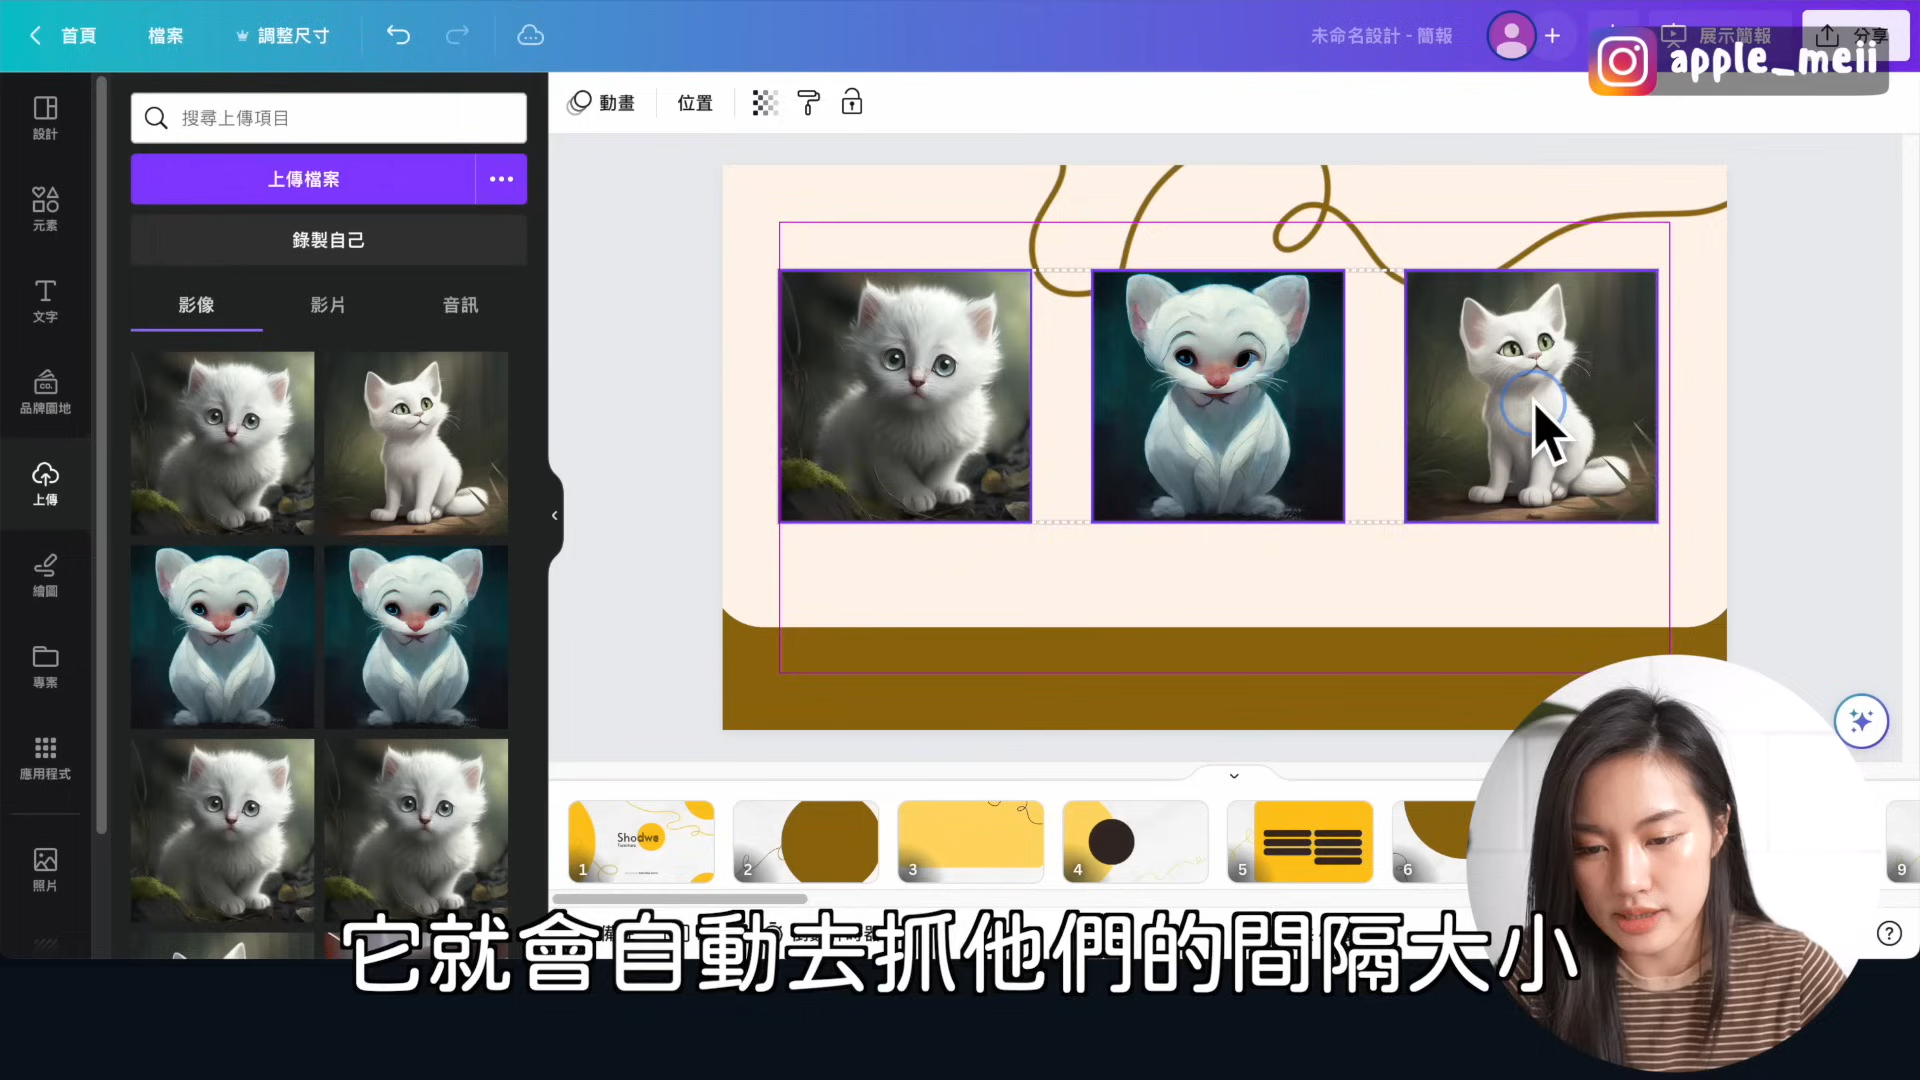 首頁
檔案
調整尺寸
未命名設計 - 簡報
展示簡報
分享
apple_meii
設計
元素
文字
品牌園地
上傳
繪圖
專案
應用程式
照片
搜尋上傳項目
上傳檔案
錄製自己
影像
影片
音訊
動畫
位置
Shodwe
1
2
3
4
5
6
9
它就會自動去抓他們的間隔大小